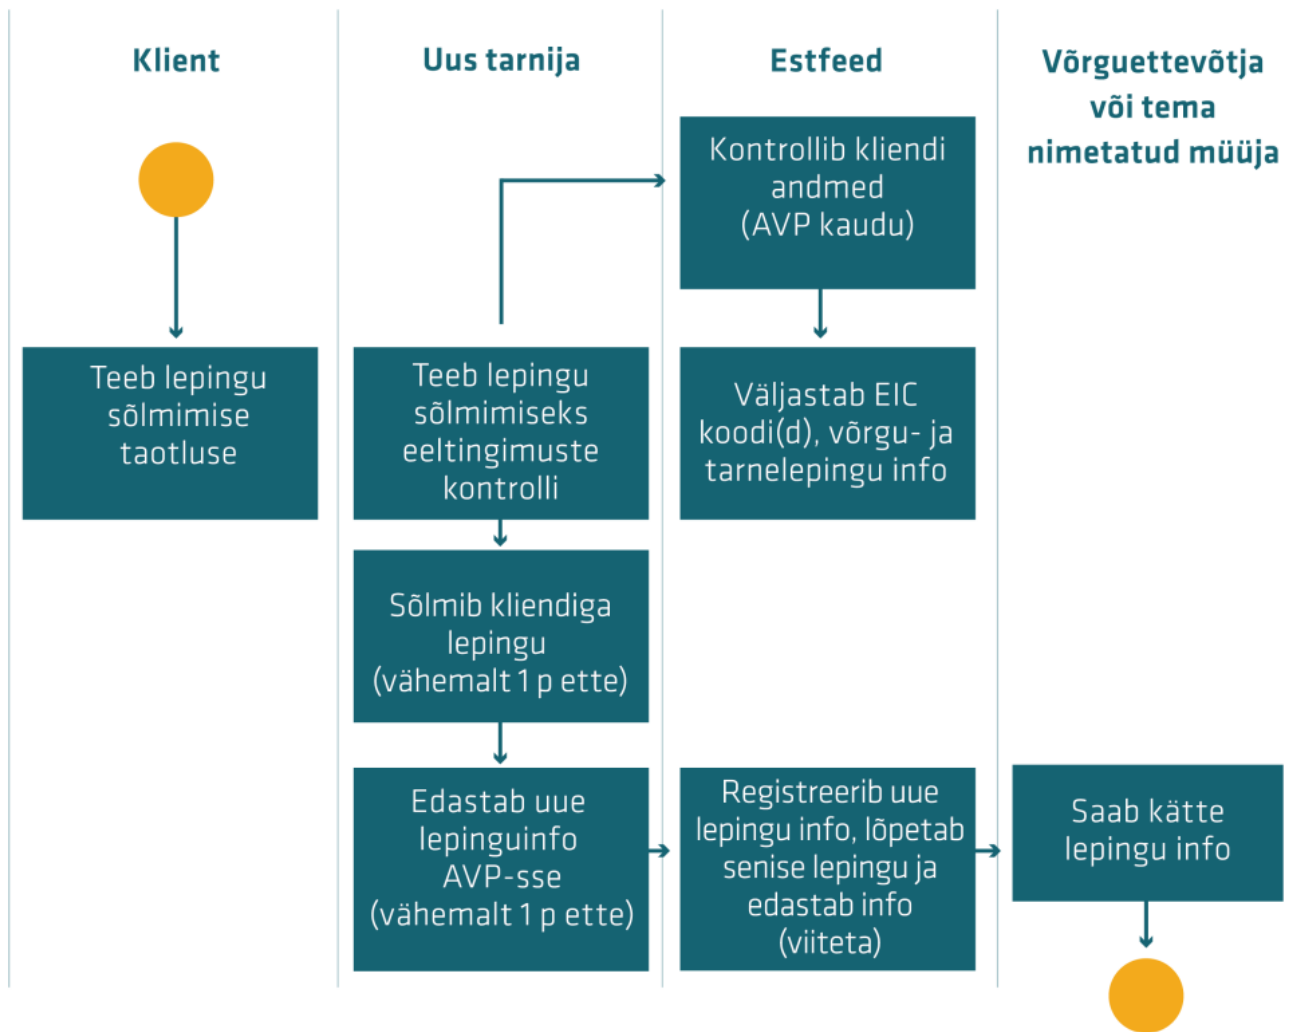 Klient
Uus tarnija
Estfeed
Võrguettevõtja
või tema
nimetatud müüja
Kontrollib kliendi
andmed
(AVP kaudu)
Teeb lepingu
sõlmimise
taotluse
Teeb lepingu
sõlmimiseks
eeltingimuste
kontrolli
Väljastab EIC
koodi(d), võrgu- ja
tarnelepingu info
Sõlmib kliendiga
lepingu
(vähemalt 1 p ette)
Edastab uue
lepinguinfo
AVP-sse
(vähemalt 1 p ette)
Registreerib uue
lepingu info, lõpetab
senise lepingu ja
edastab info
(viiteta)
Saab kätte
lepingu info